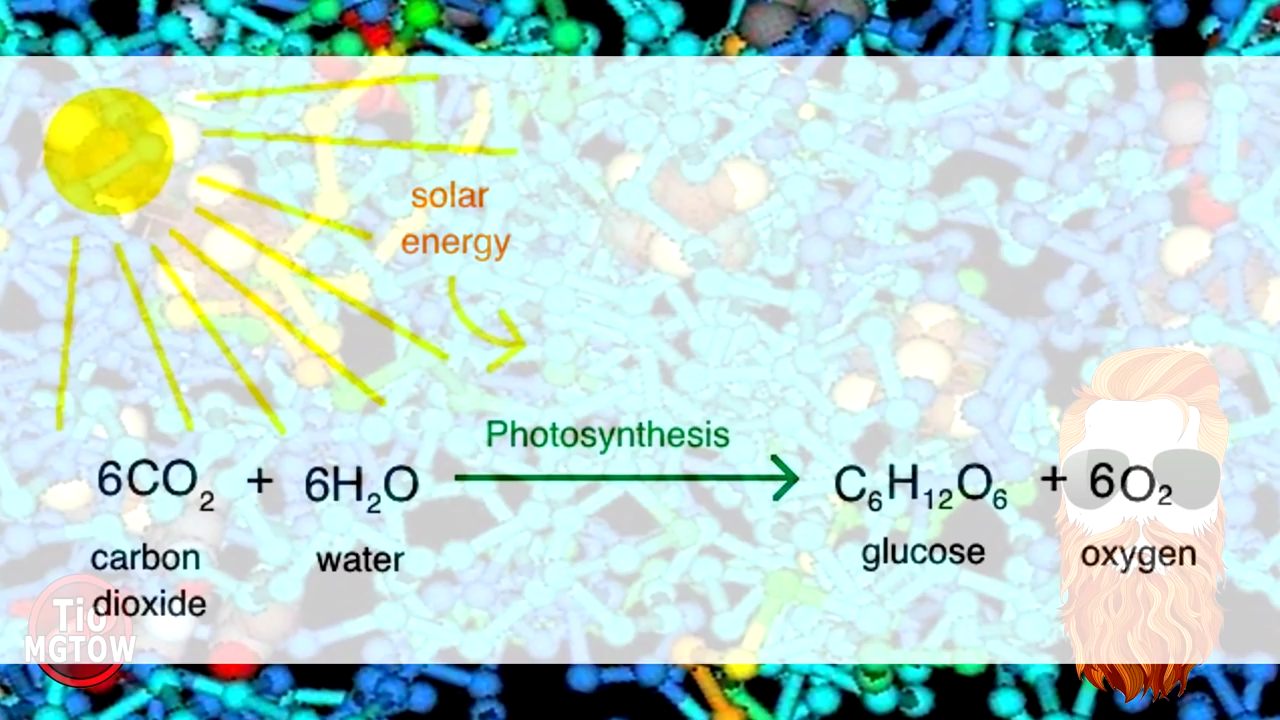 solar
energy
Photosynthesis
6CO₂ + 6H₂O → C₆H₁₂O₆ + 6O₂
carbon
dioxide
water
glucose
oxygen
Tio
MGTOW